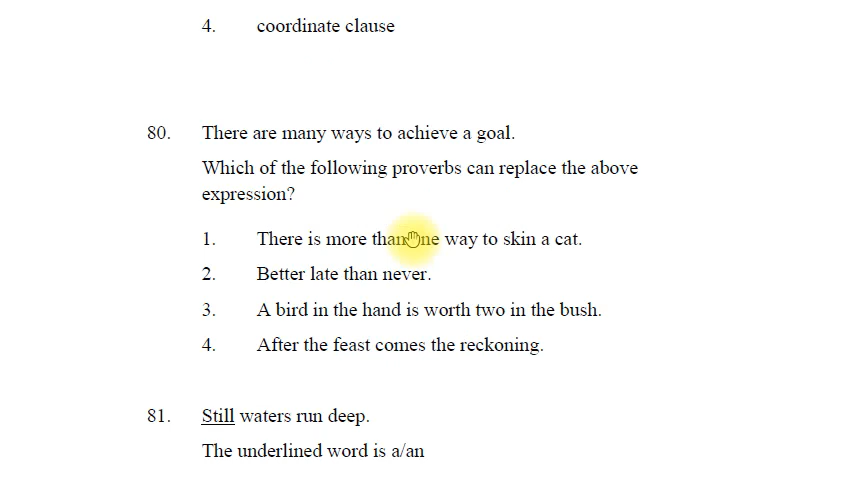 4. coordinate clause
80. There are many ways to achieve a goal.
Which of the following proverbs can replace the above
expression?
1. There is more than one way to skin a cat.
2. Better late than never.
3. A bird in the hand is worth two in the bush.
4. After the feast comes the reckoning.
81. Still waters run deep.
The underlined word is a/an